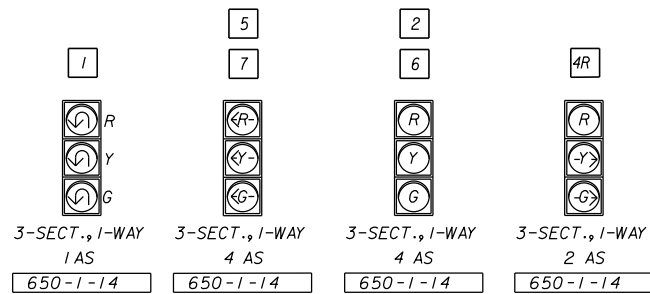 5 2
1 7 6 4R
R <R- R R
Y <Y- Y -Y>
G <G- G -G>
3-SECT., 1-WAY 3-SECT., 1-WAY 3-SECT., 1-WAY 3-SECT., 1-WAY
1 AS 4 AS 4 AS 2 AS
650-1-14 650-1-14 650-1-14 650-1-14